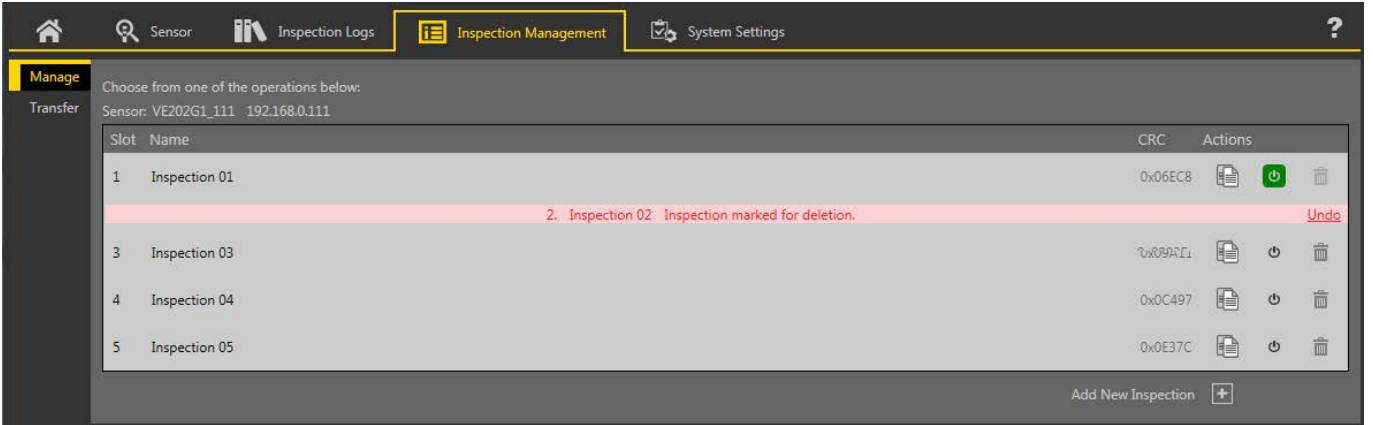 Sensor Inspection Logs Inspection Management System Settings ?
Manage
Transfer
Choose from one of the operations below:
Sensor: VE202G1_111 192.168.0.111
Slot Name CRC Actions
1 Inspection 01 0x06EC8
2. Inspection 02 Inspection marked for deletion. Undo
3 Inspection 03
4 Inspection 04 0x0C497
5 Inspection 05 0x0E37C
Add New Inspection +